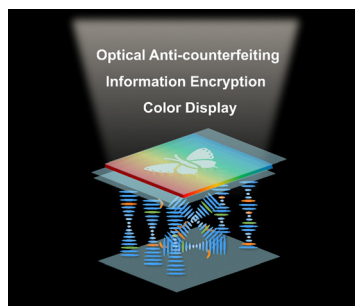 Optical Anti-counterfeiting
Information Encryption
Color Display